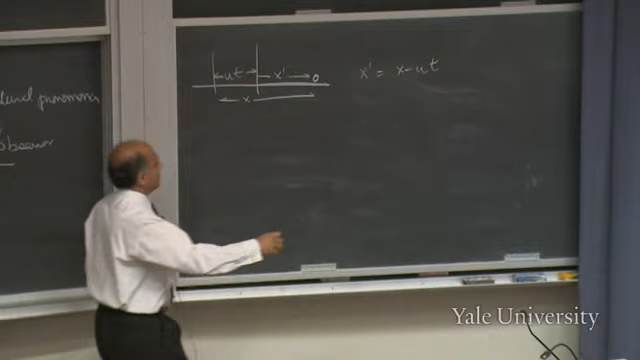 phenomena
observer
ut x' o
x
x' = x - ut
Yale University